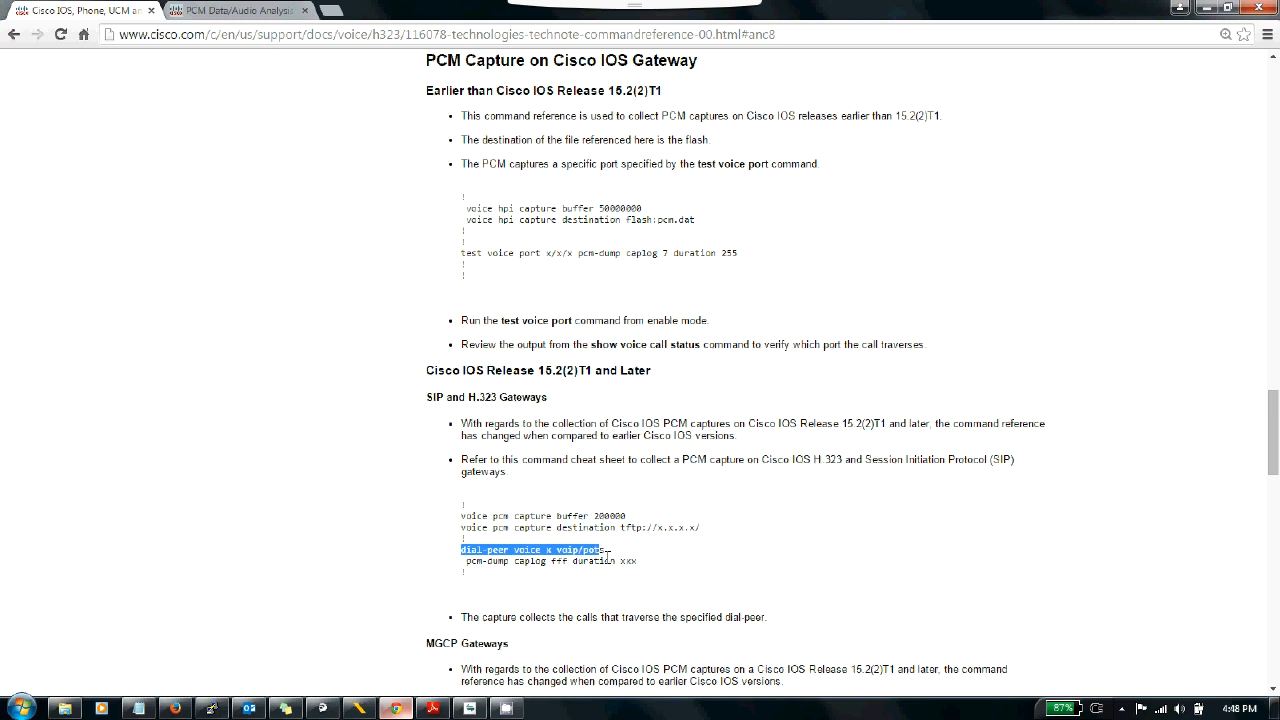 Cisco IOS, Phone, UCM an
PCM Data/Audio Analysis
www.cisco.com/c/en/us/support/docs/voice/h323/116078-technologies-technote-commandreference-00.html#anc8
PCM Capture on Cisco IOS Gateway
Earlier than Cisco IOS Release 15.2(2)T1
• This command reference is used to collect PCM captures on Cisco IOS releases earlier than 15.2(2)T1.
• The destination of the file referenced here is the flash.
• The PCM captures a specific port specified by the test voice port command.
!
voice hpi capture buffer 50000000
voice hpi capture destination flash:pcm.dat
!
!
test voice port x/x/x pcm-dump caplog 7 duration 255
!
!
• Run the test voice port command from enable mode.
• Review the output from the show voice call status command to verify which port the call traverses.
Cisco IOS Release 15.2(2)T1 and Later
SIP and H.323 Gateways
• With regards to the collection of Cisco IOS PCM captures on Cisco IOS Release 15.2(2)T1 and later, the command reference
has changed when compared to earlier Cisco IOS versions.
• Refer to this command cheat sheet to collect a PCM capture on Cisco IOS H.323 and Session Initiation Protocol (SIP)
gateways.
!
voice pcm capture buffer 200000
voice pcm capture destination tftp://x.x.x.x/
!
dial-peer voice x voip/pots
pcm-dump caplog fff duration xxx
!
• The capture collects the calls that traverse the specified dial-peer.
MGCP Gateways
• With regards to the collection of Cisco IOS PCM captures on a Cisco IOS Release 15.2(2)T1 and later, the command
reference has changed when compared to earlier Cisco IOS versions.
87%
4:48 PM